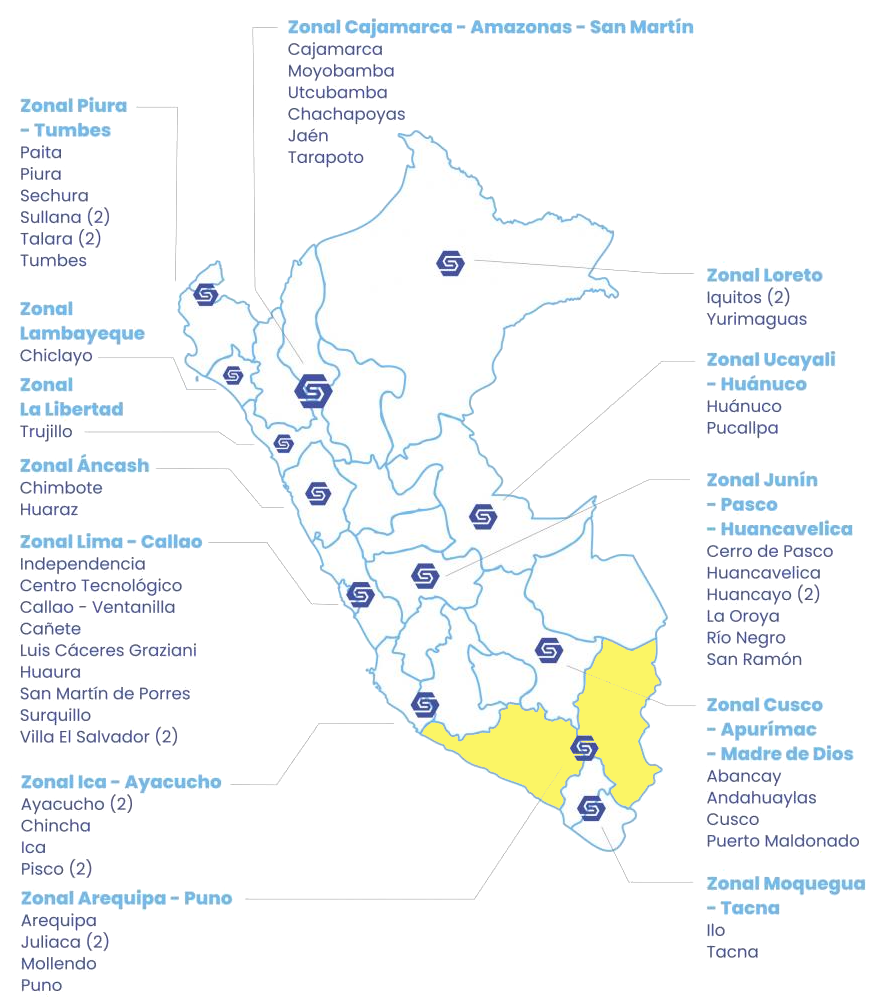 Zonal Cajamarca - Amazonas - San Martín
Cajamarca
Moyobamba
Utcubamba
Chachapoyas
Jaén
Tarapoto
Zonal Piura
- Tumbes
Paita
Piura
Sechura
Sullana (2)
Talara (2)
Tumbes
Zonal
Lambayeque
Chiclayo
Zonal
La Libertad
Trujillo
Zonal Áncash
Chimbote
Huaraz
Zonal Lima - Callao
Independencia
Centro Tecnológico
Callao - Ventanilla
Cañete
Luis Cáceres Graziani
Huaura
San Martín de Porres
Surquillo
Villa El Salvador (2)
Zonal Ica - Ayacucho
Ayacucho (2)
Chincha
Ica
Pisco (2)
Zonal Arequipa - Puno
Arequipa
Juliaca (2)
Mollendo
Puno
Zonal Loreto
Iquitos (2)
Yurimaguas
Zonal Ucayali
- Huánuco
Huánuco
Pucallpa
Zonal Junín
- Pasco
- Huancavelica
Cerro de Pasco
Huancavelica
Huancayo (2)
La Oroya
Río Negro
San Ramón
Zonal Cusco
- Apurímac
- Madre de Dios
Abancay
Andahuaylas
Cusco
Puerto Maldonado
Zonal Moquegua
- Tacna
Ilo
Tacna